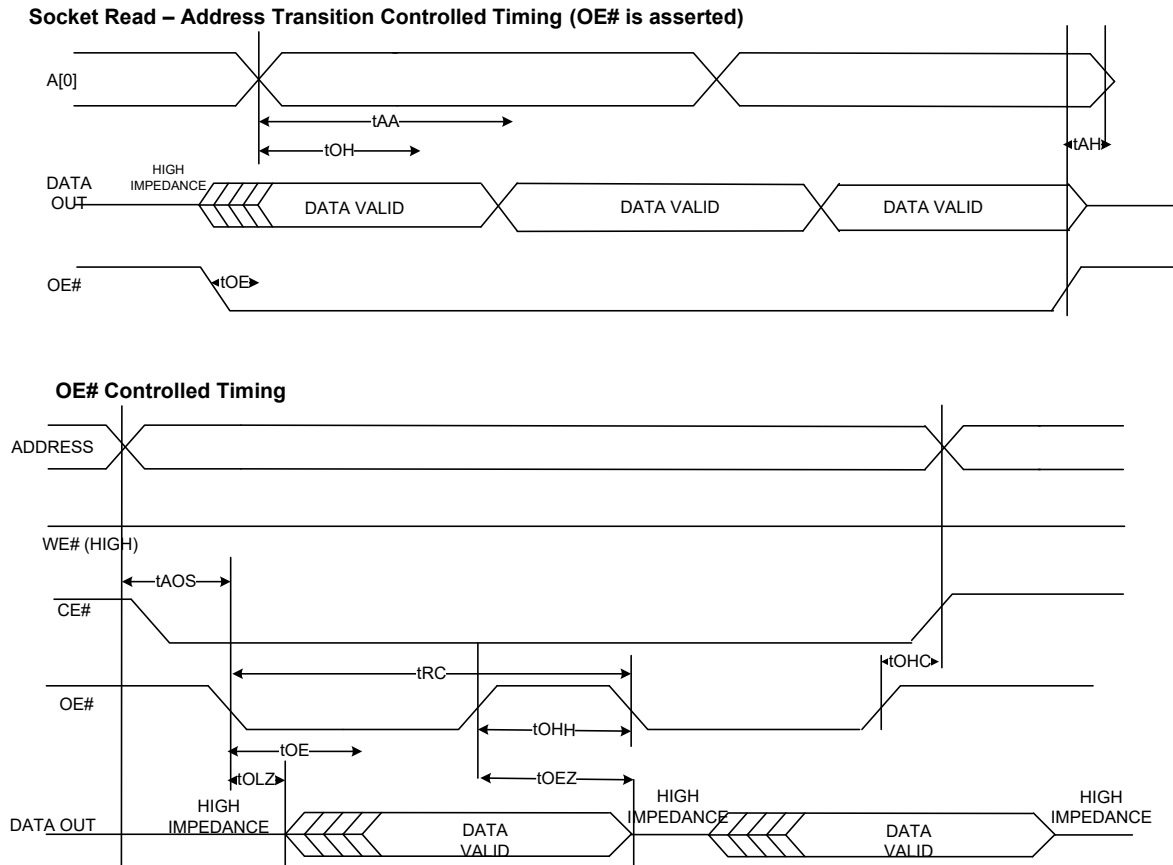 Socket Read – Address Transition Controlled Timing (OE# is asserted)
A[0]
tAA
tOH
tAH
HIGH
IMPEDANCE
DATA
OUT
DATA VALID
DATA VALID
DATA VALID
OE#
tOE
OE# Controlled Timing
ADDRESS
WE# (HIGH)
tAOS
CE#
tRC
tOHC
OE#
tOHH
tOE
tOLZ
tOEZ
HIGH
IMPEDANCE
HIGH
IMPEDANCE
HIGH
IMPEDANCE
DATA OUT
DATA
VALID
DATA
VALID